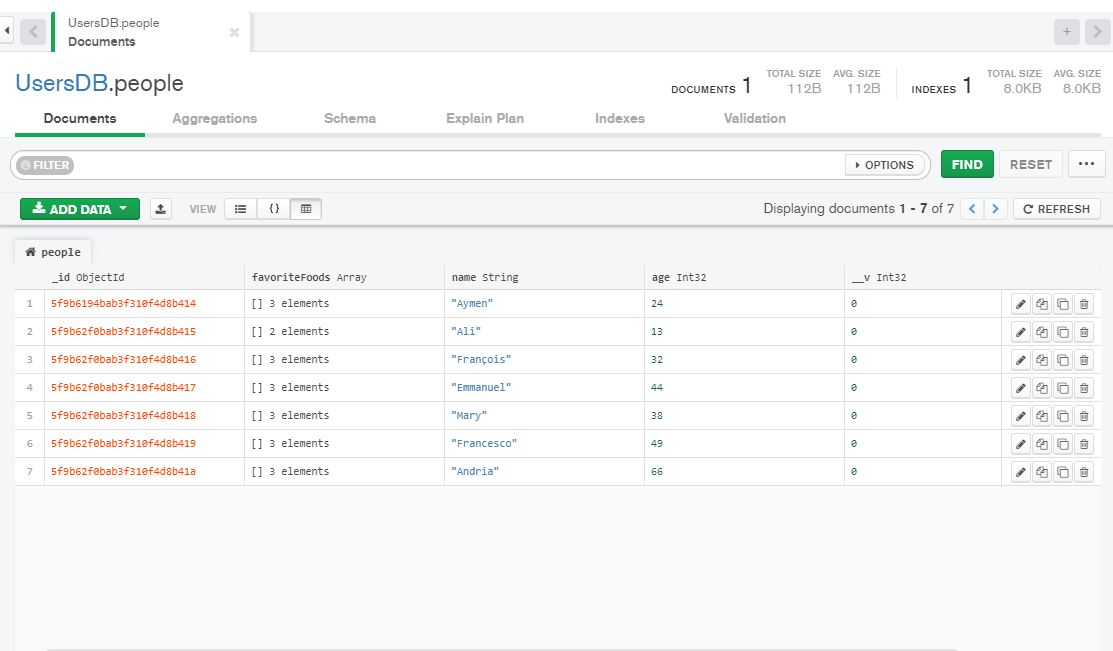 UsersDB.people
Documents
UsersDB.people
DOCUMENTS 1 TOTAL SIZE 112B AVG. SIZE 112B INDEXES 1 TOTAL SIZE 8.0KB AVG. SIZE 8.0KB
Documents Aggregations Schema Explain Plan Indexes Validation
FILTER OPTIONS FIND RESET ...
ADD DATA VIEW {} Displaying documents 1 - 7 of 7 REFRESH
people
_id ObjectId favoriteFoods Array name String age Int32 __v Int32
1 5f9b6194bab3f310f4d8b414 [] 3 elements "Aymen" 24 0
2 5f9b62f0bab3f310f4d8b415 [] 2 elements "Ali" 13 0
3 5f9b62f0bab3f310f4d8b416 [] 3 elements "François" 32 0
4 5f9b62f0bab3f310f4d8b417 [] 3 elements "Emmanuel" 44 0
5 5f9b62f0bab3f310f4d8b418 [] 3 elements "Mary" 38 0
6 5f9b62f0bab3f310f4d8b419 [] 3 elements "Francesco" 49 0
7 5f9b62f0bab3f310f4d8b41a [] 3 elements "Andria" 66 0